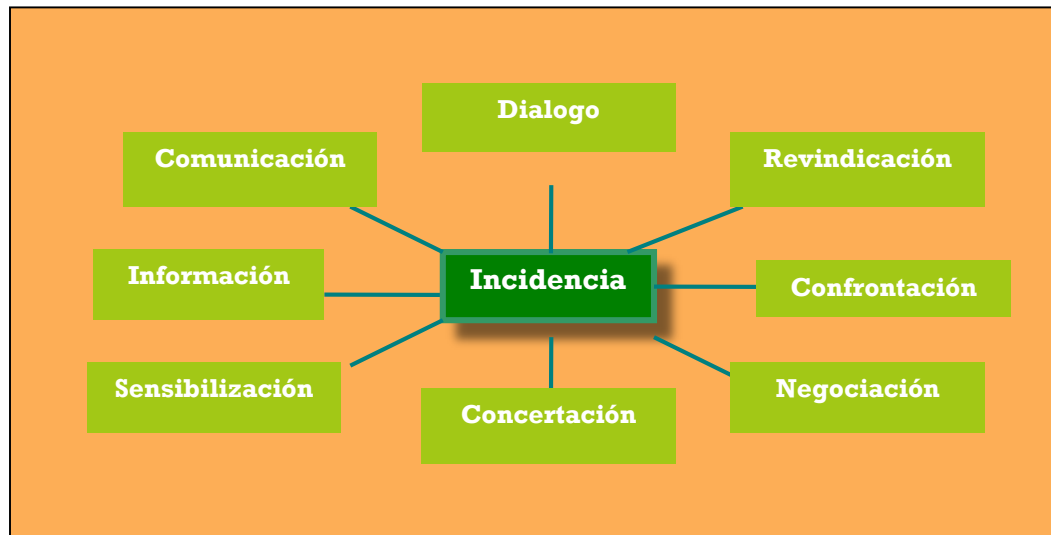 Dialogo
Comunicación
Revindicación
Información
Incidencia
Confrontación
Sensibilización
Concertación
Negociación